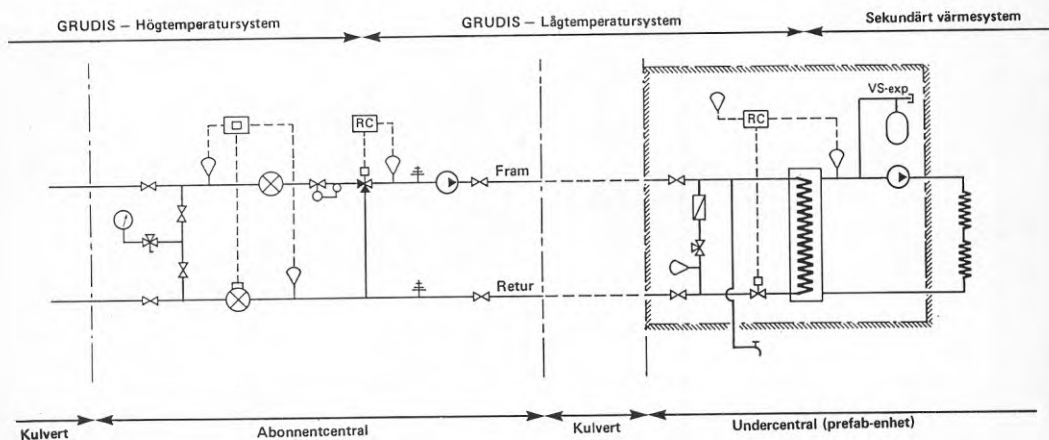 GRUDIS – Högtemperatursystem
GRUDIS – Lågtemperatursystem
Sekundärt värmesystem
VS-exp
RC
RC
Fram
Retur
Kulvert
Abonnentcentral
Kulvert
Undercentral (prefab-enhet)